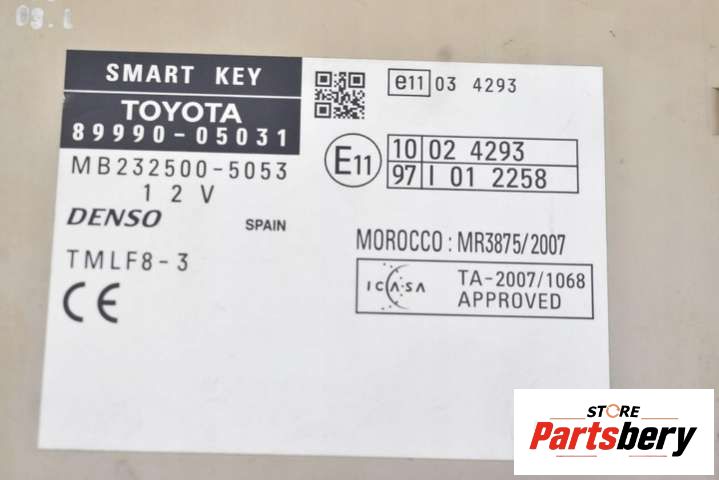 09. L
SMART KEY
TOYOTA
89990-05031
MB232500-5053
12V
DENSO SPAIN
TMLF8-3
CE
e11 03 4293
E11
10 02 4293
97 I 01 2258
MOROCCO : MR3875/2007
ICASA TA-2007/1068
APPROVED
STORE
Partsbery